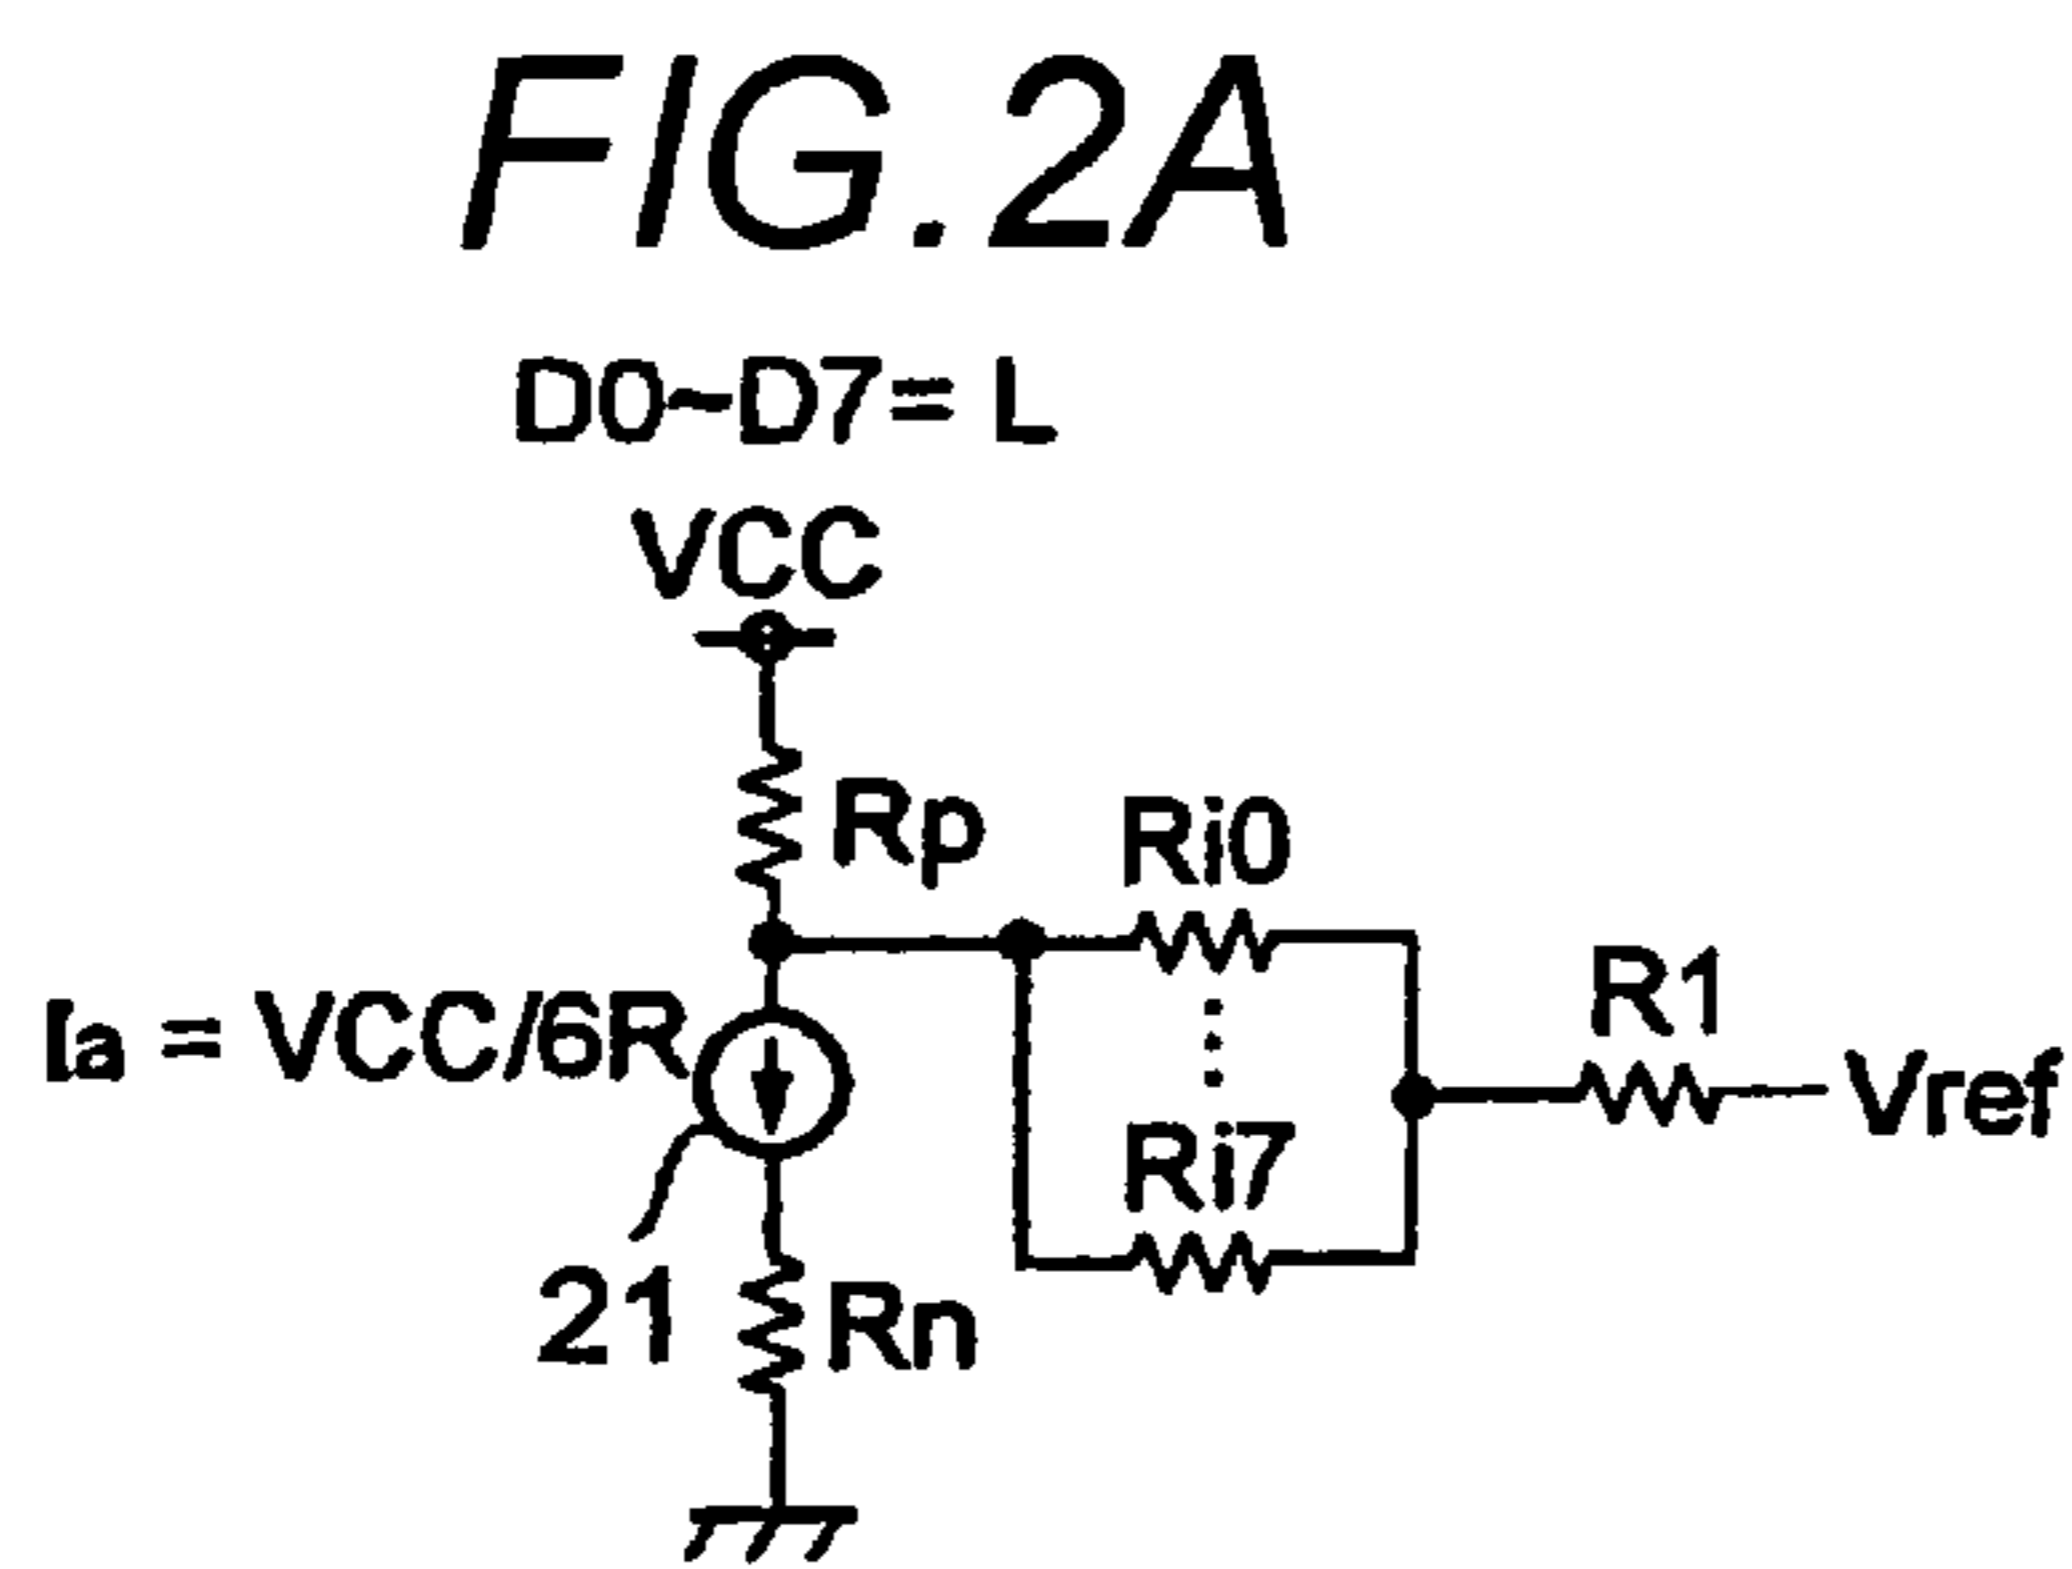 FIG.2A
D0~D7= L
VCC
Rp
Ri0
R1
Ia = VCC/6R
Vref
Ri7
21
Rn